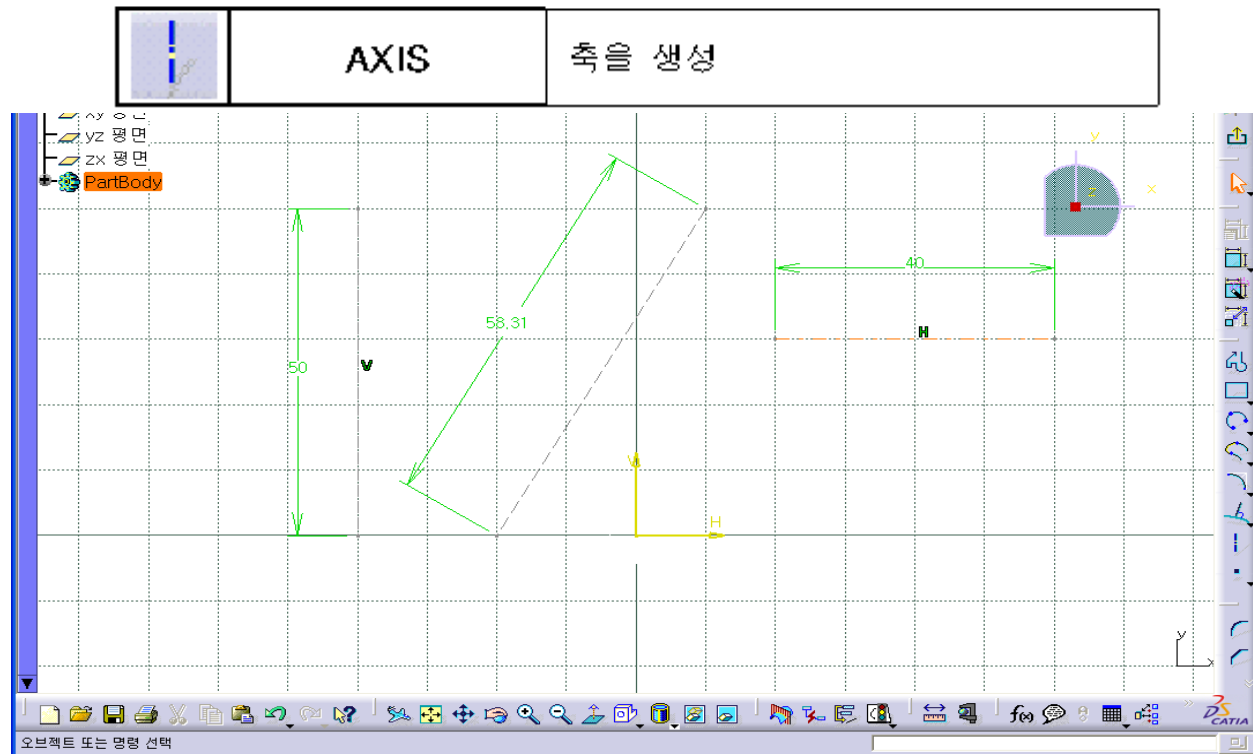 AXIS 축을 생성
yz 평면
zx 평면
PartBody
y
z
x
40
H
58.31
50
V
V
H
y
x
f(x)
CATIA
오브젝트 또는 명령 선택